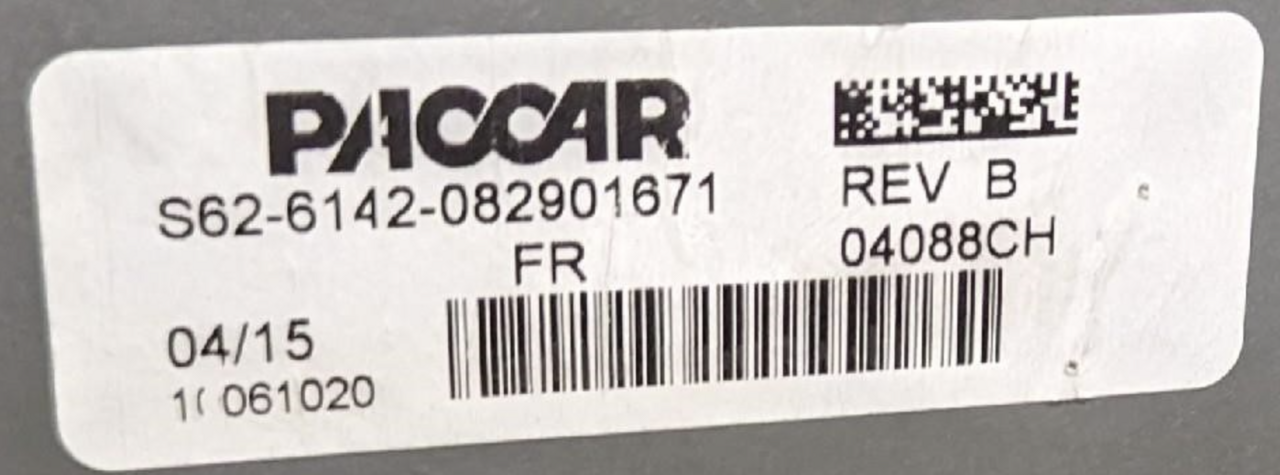 PACCAR
S62-6142-082901671
FR
REV B
04088CH
04/15
061020